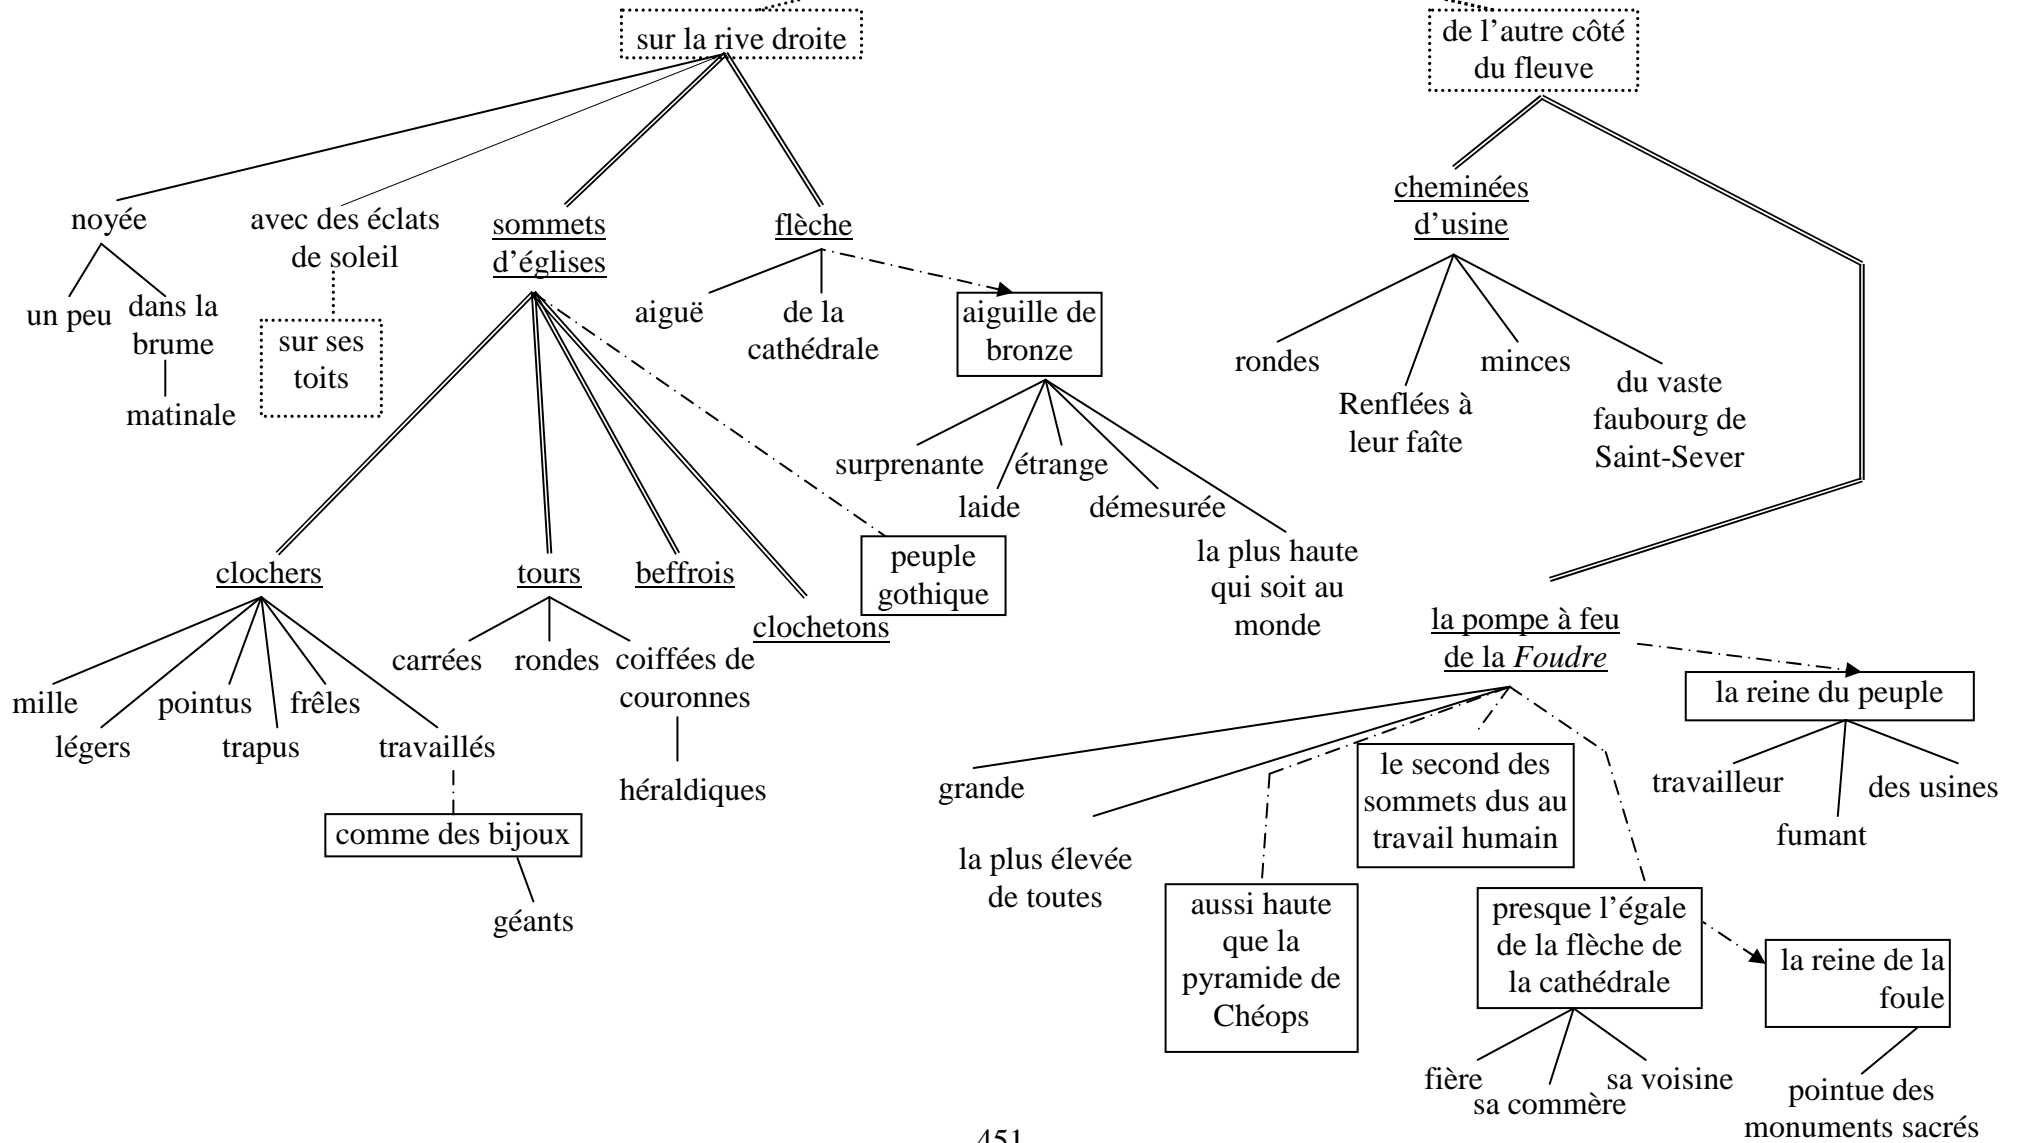 sur la rive droite
de l’autre côté
du fleuve
noyée
un peu
dans la
brume
matinale
avec des éclats
de soleil
sur ses
toits
sommets
d’églises
flèche
aiguë
de la
cathédrale
aiguille de
bronze
surprenante
laide
étrange
démesurée
la plus haute
qui soit au
monde
cheminées
d’usine
rondes
Renflées à
leur faîte
minces
du vaste
faubourg de
Saint-Sever
clochers
mille
légers
pointus
trapus
frêles
travaillés
comme des bijoux
géants
tours
carrées
rondes
coiffées de
couronnes
héraldiques
beffrois
clochetons
peuple
gothique
la pompe à feu
de la Foudre
grande
la plus élevée
de toutes
aussi haute
que la
pyramide de
Chéops
le second des
sommets dus au
travail humain
presque l’égale
de la flèche de
la cathédrale
fière
sa commère
sa voisine
la reine de la
foule
pointue des
monuments sacrés
la reine du peuple
travailleur
fumant
des usines
451